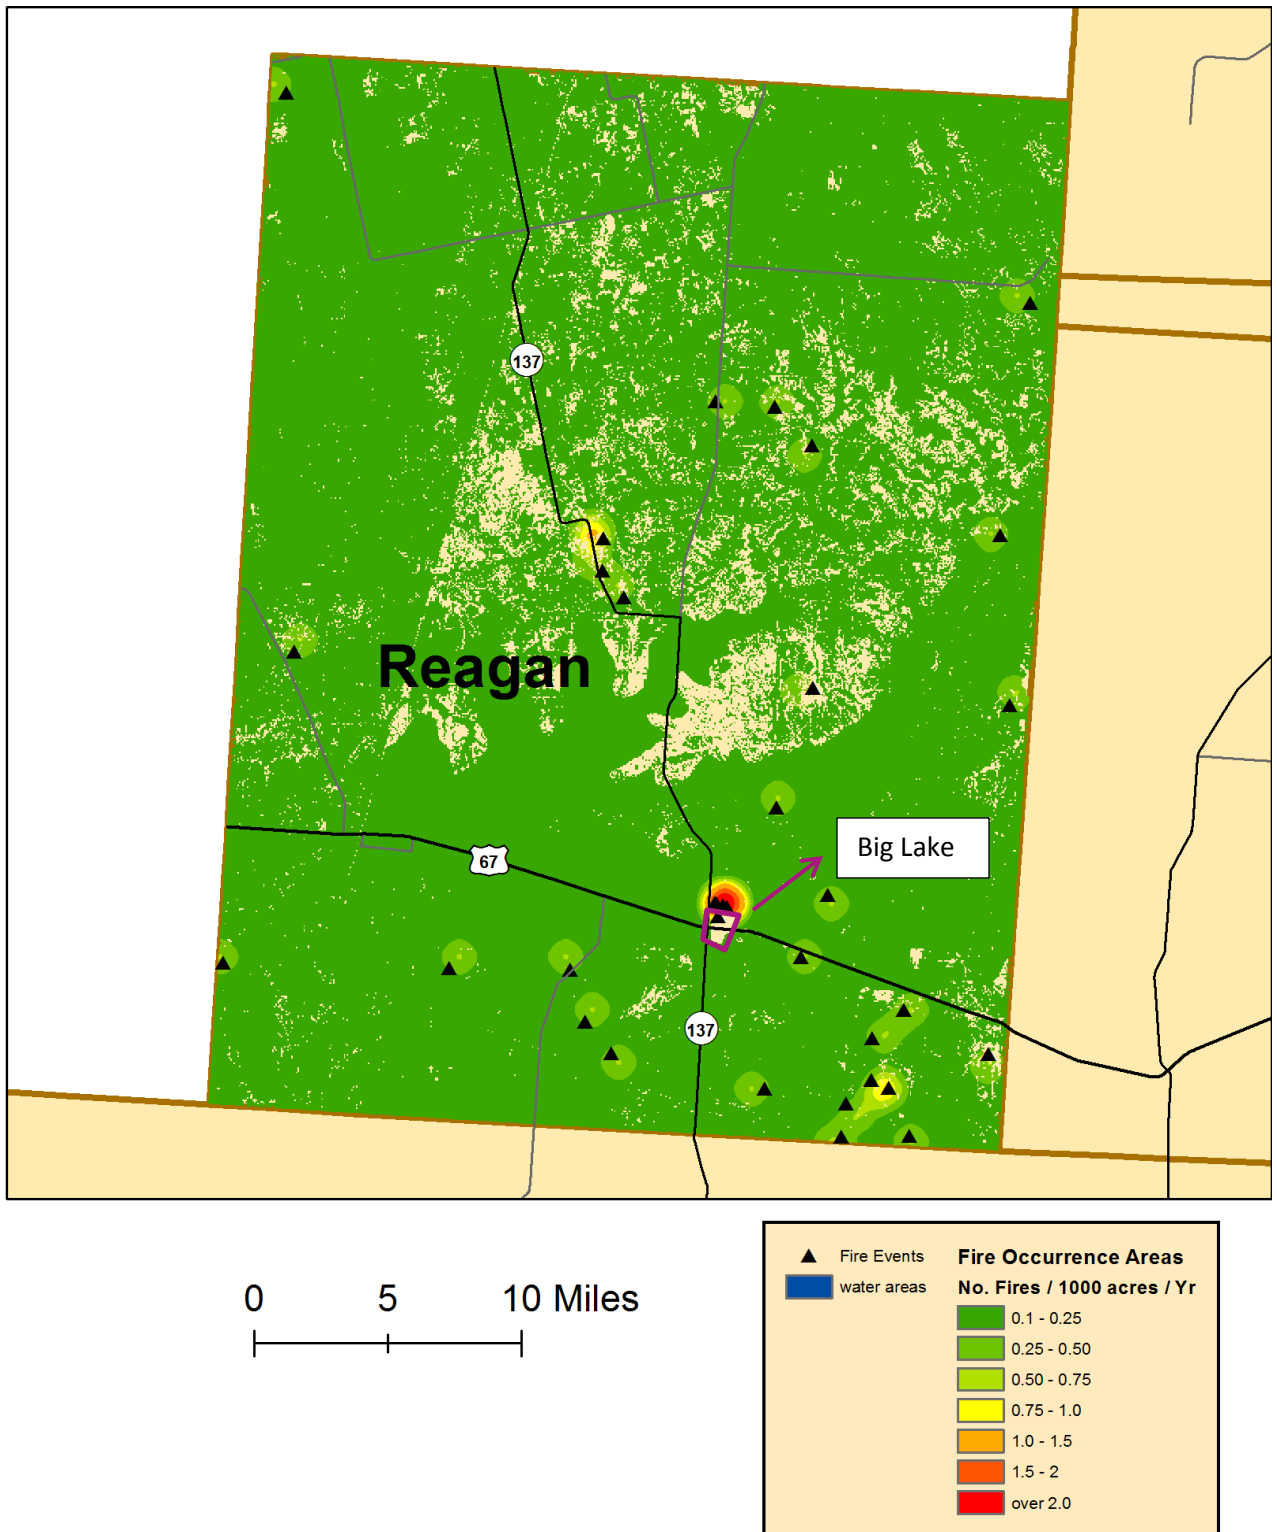 137
Reagan
Big Lake
67
137
0 5 10 Miles
Fire Events
water areas
Fire Occurrence Areas
No. Fires / 1000 acres / Yr
0.1 - 0.25
0.25 - 0.50
0.50 - 0.75
0.75 - 1.0
1.0 - 1.5
1.5 - 2
over 2.0